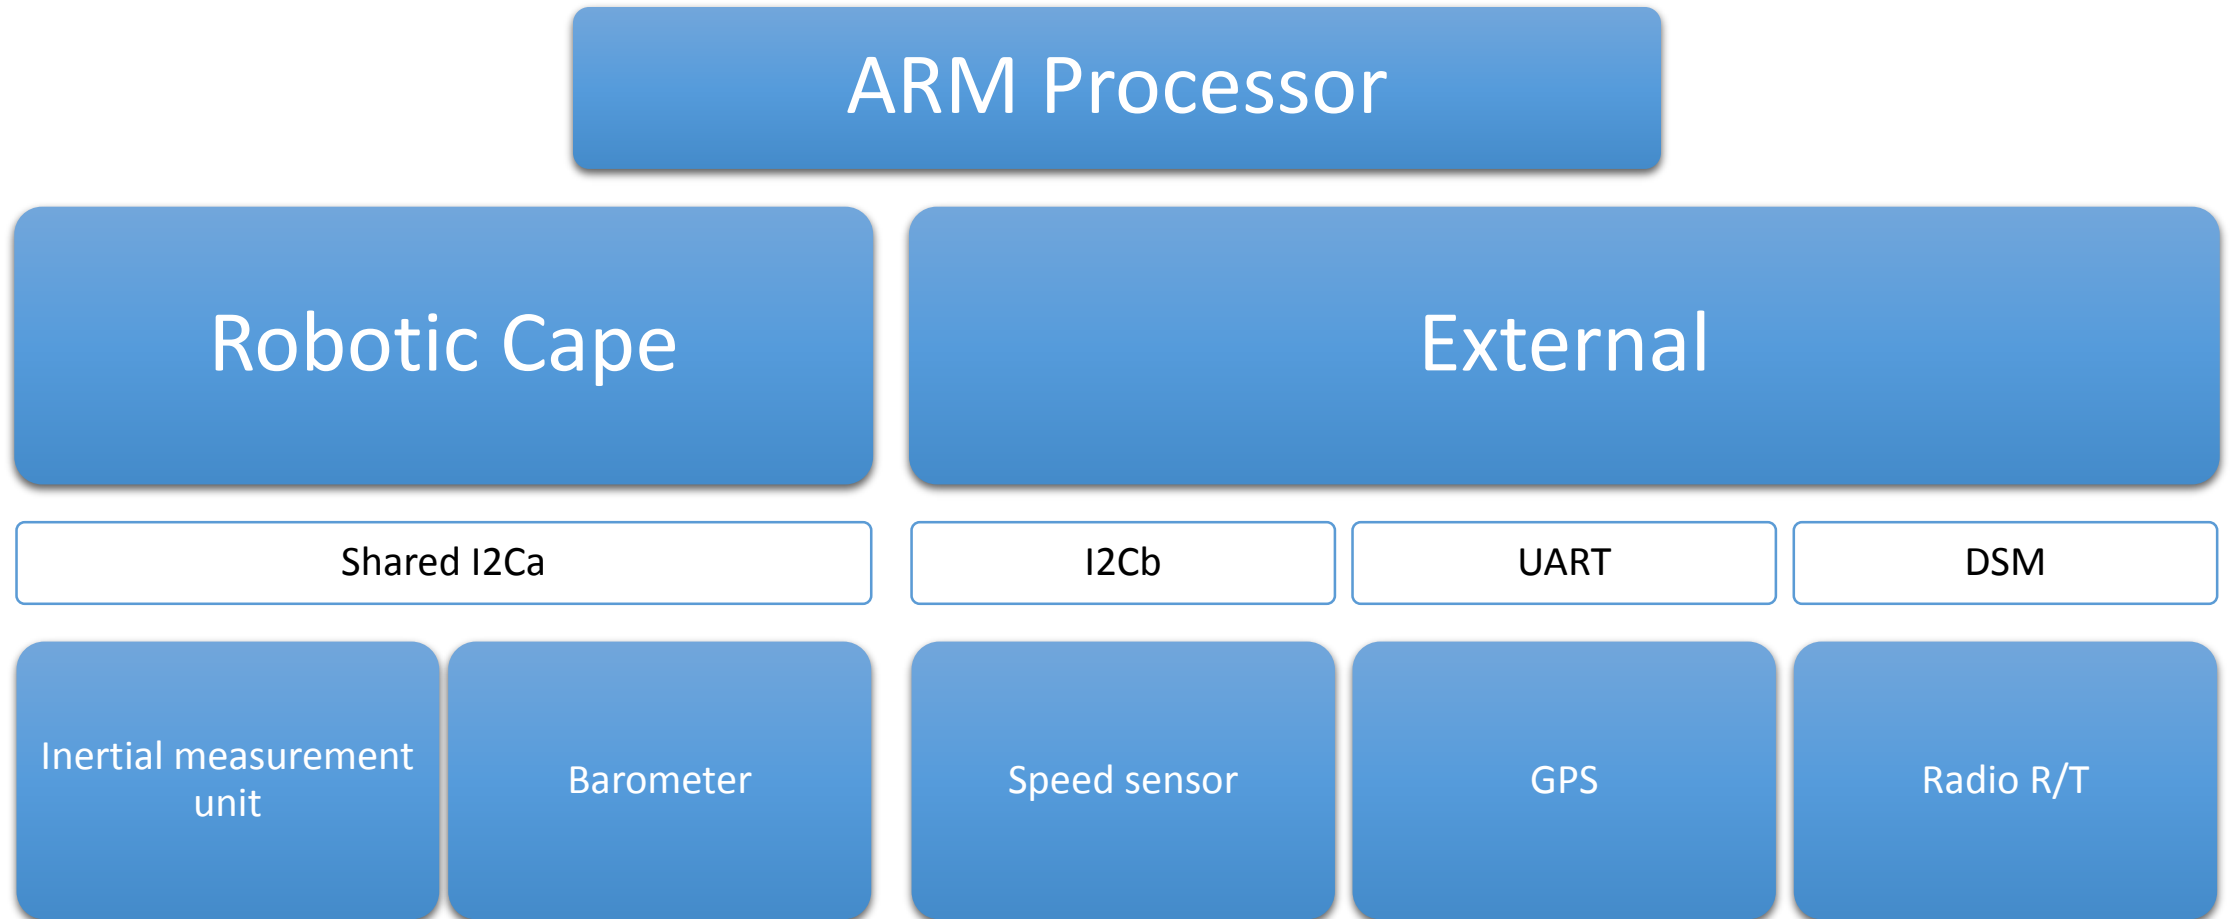 ARM Processor
Robotic Cape
External
Shared I2Ca
I2Cb
UART
DSM
Inertial measurement
unit
Barometer
Speed sensor
GPS
Radio R/T